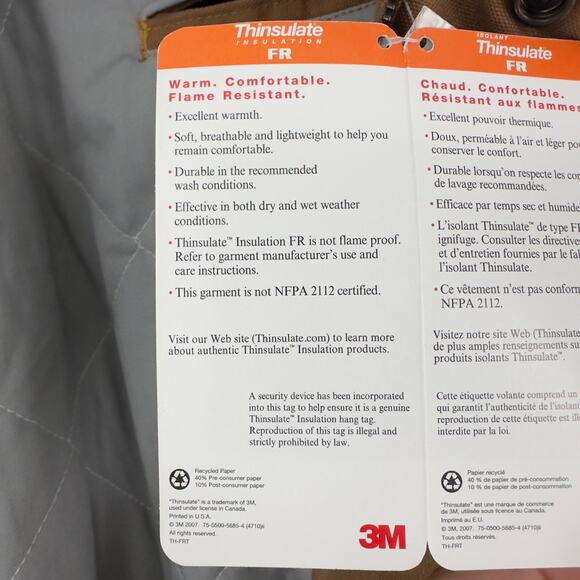 Thinsulate
INSULATION
FR
Warm. Comfortable.
Flame Resistant.
• Excellent warmth.
• Soft, breathable and lightweight to help you
remain comfortable.
• Durable in the recommended
wash conditions.
• Effective in both dry and wet weather
conditions.
• Thinsulate™ Insulation FR is not flame proof.
Refer to garment manufacturer's use and
care instructions.
• This garment is not NFPA 2112 certified.
Visit our Web site (Thinsulate.com) to learn more
about authentic Thinsulate™ Insulation products.
A security device has been incorporated
into this tag to help ensure it is a genuine
Thinsulate™ Insulation hang tag.
Reproduction of this tag is illegal and
strictly prohibited by law.
Recycled Paper
40% Pre-consumer paper
10% Post-consumer paper
"Thinsulate" is a trademark of 3M,
used under license in Canada.
Printed in U.S.A.
© 3M 2007. 75-0500-5685-4 (4710)ii
All rights reserved.
TH-FRT
3M
ISOLANT
Thinsulate
FR
Chaud. Confortable.
Résistant aux flammes
• Excellent pouvoir thermique.
• Doux, perméable à l'air et léger
conserver le confort.
• Durable lorsqu'on respecte les
de lavage recommandées.
• Efficace par temps sec et humide
• L'isolant Thinsulate™ de type
ignifuge. Consulter les
et d'entretien fournies par le
l'isolant Thinsulate.
• Ce vêtement n'est pas
NFPA 2112.
Visitez notre site Web (Thinsulate
de plus amples renseignements
produits isolants Thinsulate™.
Cette étiquette volante comprend un
qui garantit l'authenticité de
reproduction de cette étiquette est
interdite par la loi.
Papier recyclé
40 % de papier de pré-consommation
10 % de papier de post-consommation
"Thinsulate" est une marque de commerce
de 3M, utilisée sous licence au Canada.
Imprimé au É.U.
© 3M, 2007. 75-0500-5685-4 (4710)ii
Tous droits réservés.
TH-FRT